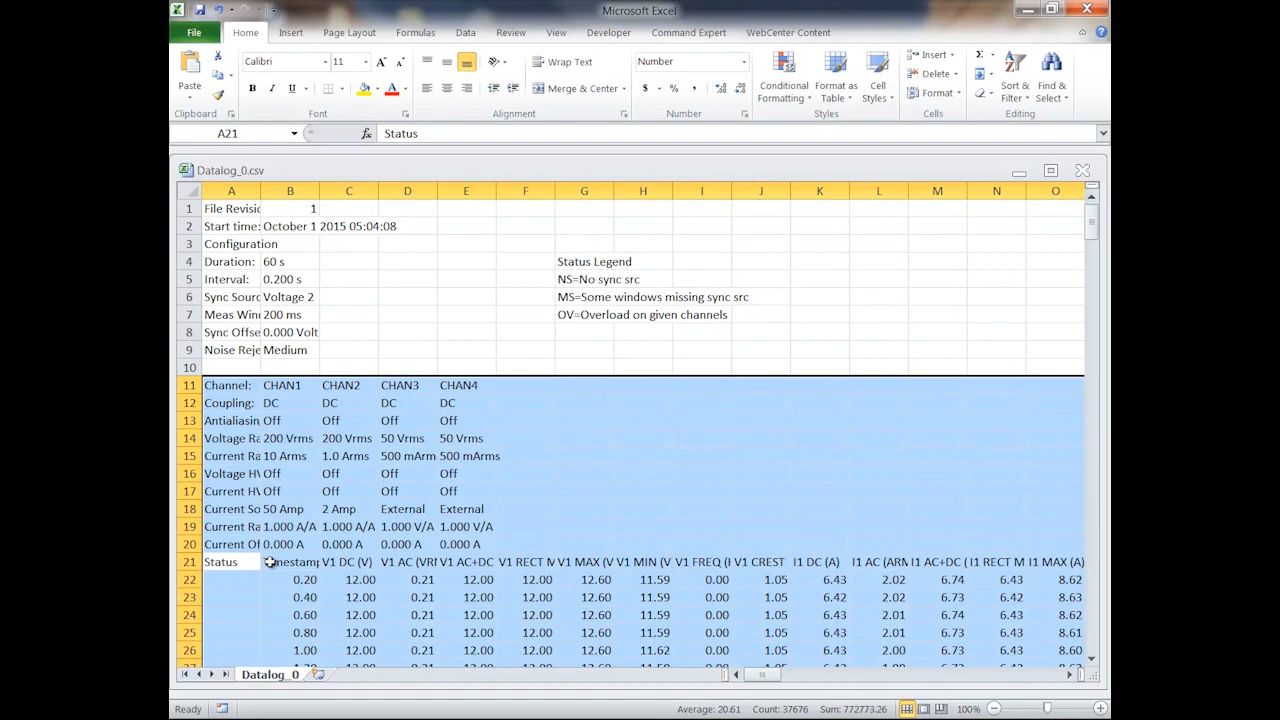 Microsoft Excel
File Home Insert Page Layout Formulas Data Review View Developer Command Expert WebCenter Content
Calibri 11 Wrap Text Number Insert
Paste Conditional Formatting Format as Table Cell Styles Delete Sort & Filter Find & Select
B I U Merge & Center $ % , Format
Clipboard Font Alignment Number Styles Cells Editing
A21 fx Status
Datalog_0.csv
A B C D E F G H I J K L M N O
1 File Revisic 1
2 Start time: October 1 2015 05:04:08
3 Configuration
4 Duration: 60 s Status Legend
5 Interval: 0.200 s NS=No sync src
6 Sync Sourc Voltage 2 MS=Some windows missing sync src
7 Meas Winc 200 ms OV=Overload on given channels
8 Sync Offse 0.000 Volt
9 Noise Reje Medium
10
11 Channel: CHAN1 CHAN2 CHAN3 CHAN4
12 Coupling: DC DC DC DC
13 Antialiasin Off Off Off Off
14 Voltage Ra 200 Vrms 200 Vrms 50 Vrms 50 Vrms
15 Current Ra 10 Arms 1.0 Arms 500 mArm 500 mArms
16 Voltage HV Off Off Off Off
17 Current HV Off Off Off Off
18 Current So 50 Amp 2 Amp External External
19 Current Ra 1.000 A/A 1.000 A/A 1.000 V/A 1.000 V/A
20 Current Of 0.000 A 0.000 A 0.000 A 0.000 A
21 Status mestamp V1 DC (V) V1 AC (VRI V1 AC+DC V1 RECT M V1 MAX (V V1 MIN (V V1 FREQ (H V1 CREST I1 DC (A) I1 AC (ARM I1 AC+DC ( I1 RECT M I1 MAX (A)
22 0.20 12.00 0.21 12.00 12.00 12.60 11.59 0.00 1.05 6.43 2.02 6.74 6.43 8.62
23 0.40 12.00 0.21 12.00 12.00 12.60 11.59 0.00 1.05 6.42 2.02 6.73 6.42 8.63
24 0.60 12.00 0.21 12.00 12.00 12.60 11.59 0.00 1.05 6.43 2.01 6.74 6.43 8.62
25 0.80 12.00 0.21 12.00 12.00 12.60 11.59 0.00 1.05 6.43 2.01 6.73 6.43 8.61
26 1.00 12.00 0.21 12.00 12.00 12.60 11.62 0.00 1.05 6.43 2.01 6.73 6.43 8.60
Datalog_0
Ready Average: 20.61 Count: 37676 Sum: 772773.26 100%